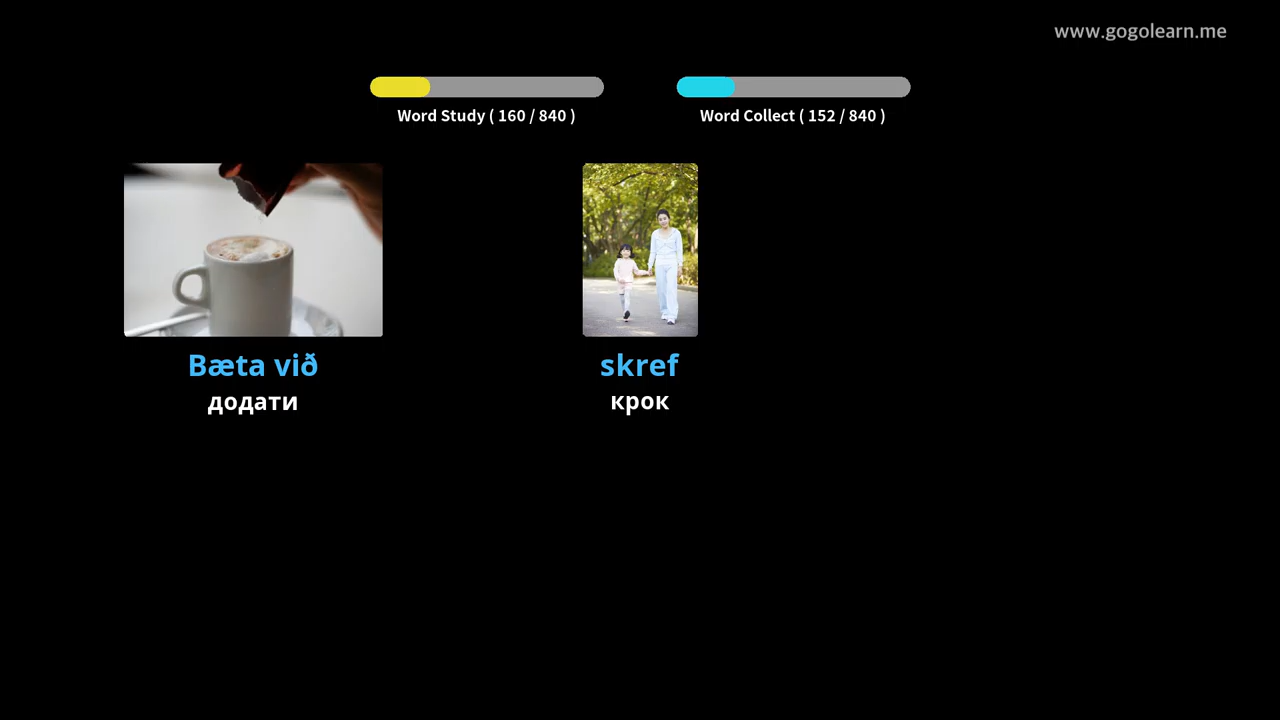 www.gogolearn.me
Word Study ( 160 / 840 )
Word Collect ( 152 / 840 )
Bæta við
додати
skref
крок